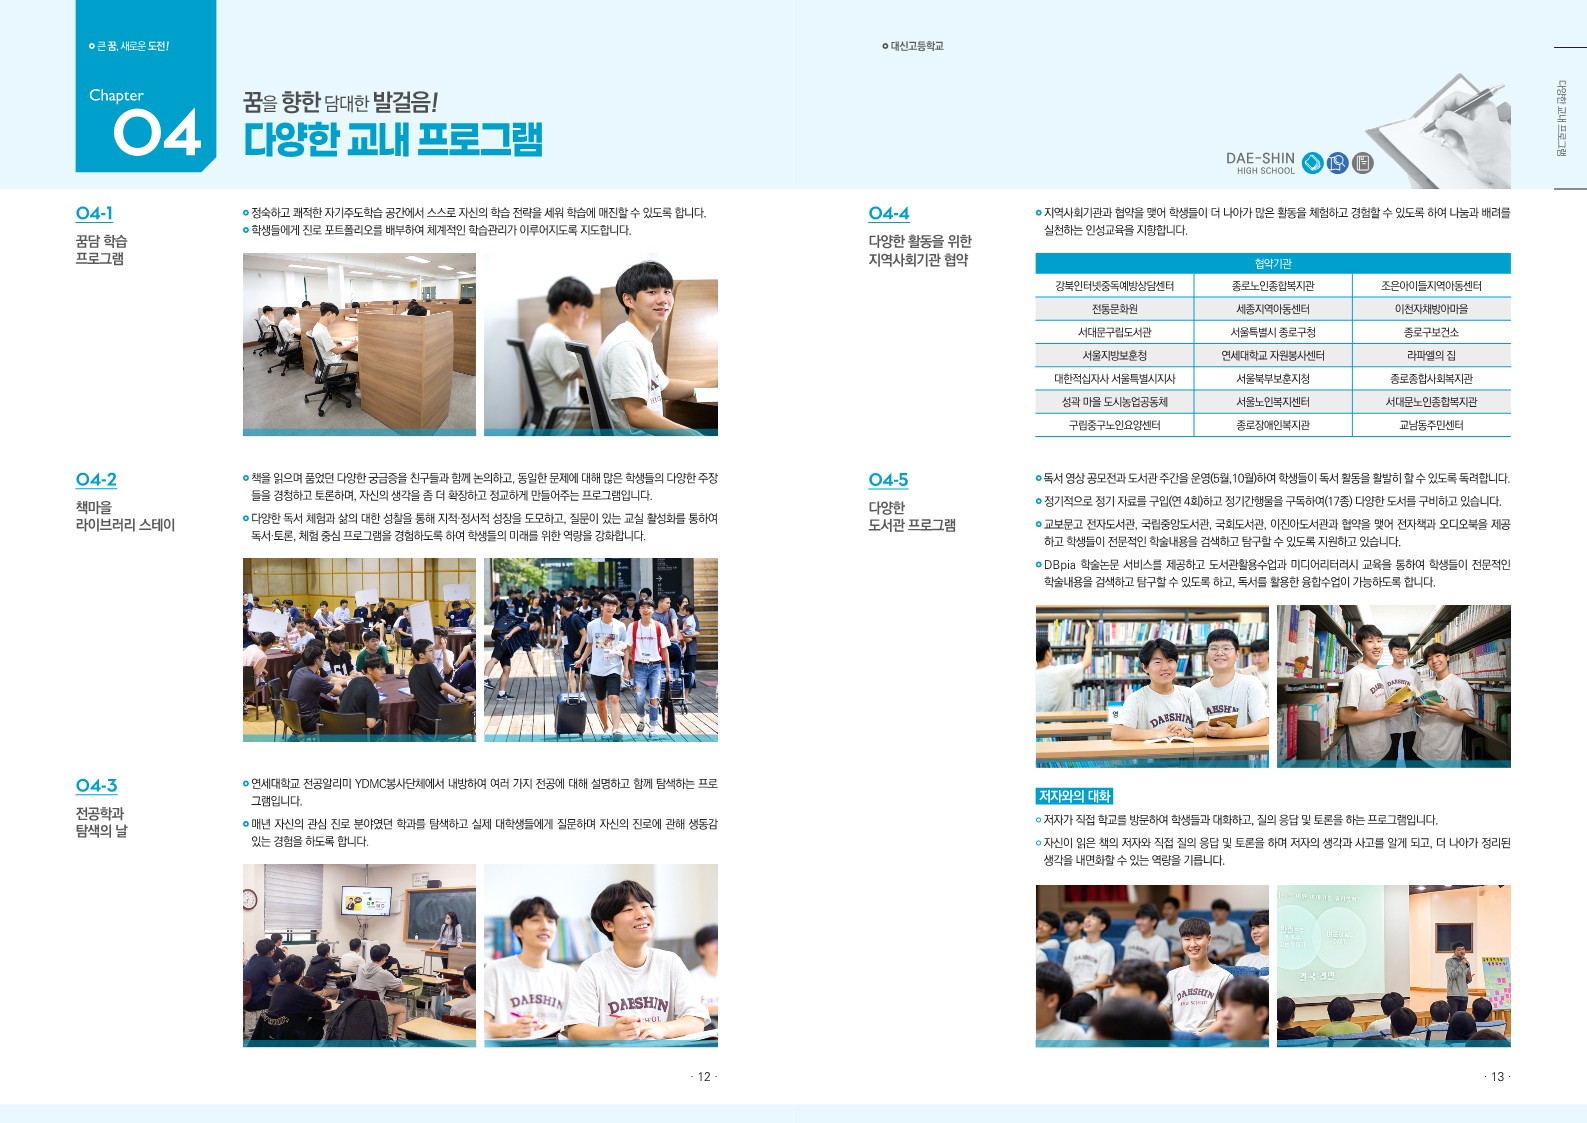 큰 꿈, 새로운 도전!
Chapter
04
꿈을 향한 담대한 발걸음!
다양한 교내 프로그램
04-1
꿈담 학습
프로그램
정숙하고 쾌적한 자기주도학습 공간에서 스스로 자신의 학습 전략을 세워 학습에 매진할 수 있도록 합니다.
학생들에게 진로 포트폴리오를 배부하여 체계적인 학습관리가 이루어지도록 지도합니다.
04-2
책마을
라이브러리 스테이
책을 읽으며 품었던 다양한 궁금증을 친구들과 함께 논의하고, 동일한 문제에 대해 많은 학생들의 다양한 주장
들을 경청하고 토론하며, 자신의 생각을 좀 더 확장하고 정교하게 만들어주는 프로그램입니다.
다양한 독서 체험과 삶의 대한 성찰을 통해 지적·정서적 성장을 도모하고, 질문이 있는 교실 활성화를 통하여
독서·토론, 체험 중심 프로그램을 경험하도록 하여 학생들의 미래를 위한 역량을 강화합니다.
04-3
전공학과
탐색의 날
연세대학교 전공알리미 YDMC봉사단체에서 내방하여 여러 가지 전공에 대해 설명하고 함께 탐색하는 프로
그램입니다.
매년 자신의 관심 진로 분야였던 학과를 탐색하고 실제 대학생들에게 질문하며 자신의 진로에 관해 생동감
있는 경험을 하도록 합니다.
DAESHIN
DAESHIN
· 12 ·
대신고등학교
DAE-SHIN
HIGH SCHOOL
다양한 교내 프로그램
04-4
다양한 활동을 위한
지역사회기관 협약
지역사회기관과 협약을 맺어 학생들이 더 나아가 많은 활동을 체험하고 경험할 수 있도록 하여 나눔과 배려를
실천하는 인성교육을 지향합니다.
협약기관
강북인터넷중독예방상담센터 종로노인종합복지관 조은아이들지역아동센터
전통문화원 세종지역아동센터 이천자채방아마을
서대문구립도서관 서울특별시 종로구청 종로구보건소
서울지방보훈청 연세대학교 자원봉사센터 라파엘의 집
대한적십자사 서울특별시지사 서울북부보훈지청 종로종합사회복지관
성곽 마을 도시농업공동체 서울노인복지센터 서대문노인종합복지관
구립중구노인요양센터 종로장애인복지관 교남동주민센터
04-5
다양한
도서관 프로그램
독서 영상 공모전과 도서관 주간을 운영(5월,10월)하여 학생들이 독서 활동을 활발히 할 수 있도록 독려합니다.
정기적으로 정기 자료를 구입(연 4회)하고 정기간행물을 구독하여(17종) 다양한 도서를 구비하고 있습니다.
교보문고 전자도서관, 국립중앙도서관, 국회도서관, 이진아도서관과 협약을 맺어 전자책과 오디오북을 제공
하고 학생들이 전문적인 학술내용을 검색하고 탐구할 수 있도록 지원하고 있습니다.
DBpia 학술논문 서비스를 제공하고 도서관활용수업과 미디어리터러시 교육을 통하여 학생들이 전문적인
학술내용을 검색하고 탐구할 수 있도록 하고, 독서를 활용한 융합수업이 가능하도록 합니다.
DAESHIN
저자와의 대화
저자가 직접 학교를 방문하여 학생들과 대화하고, 질의 응답 및 토론을 하는 프로그램입니다.
자신이 읽은 책의 저자와 직접 질의 응답 및 토론을 하며 저자의 생각과 사고를 알게 되고, 더 나아가 정리된
생각을 내면화할 수 있는 역량을 기릅니다.
DAESHIN
· 13 ·